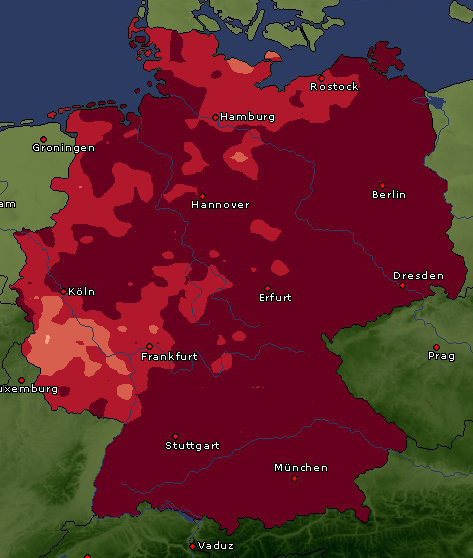 Rostock
Hamburg
Groningen
am
Berlin
Hannover
Dresden
Köln
Erfurt
Prag
Frankfurt
uxemburg
Stuttgart
München
Vaduz